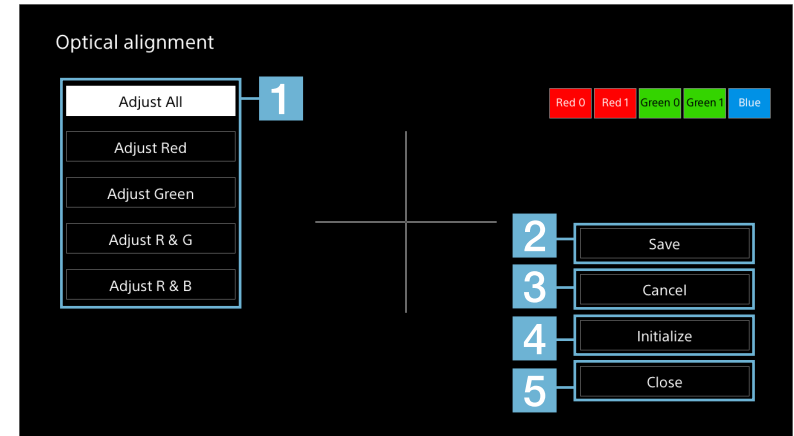 Optical alignment
Adjust All
1
Red 0 Red 1 Green 0 Green 1 Blue
Adjust Red
Adjust Green
Adjust R & G
Adjust R & B
2
Save
3
Cancel
4
Initialize
5
Close